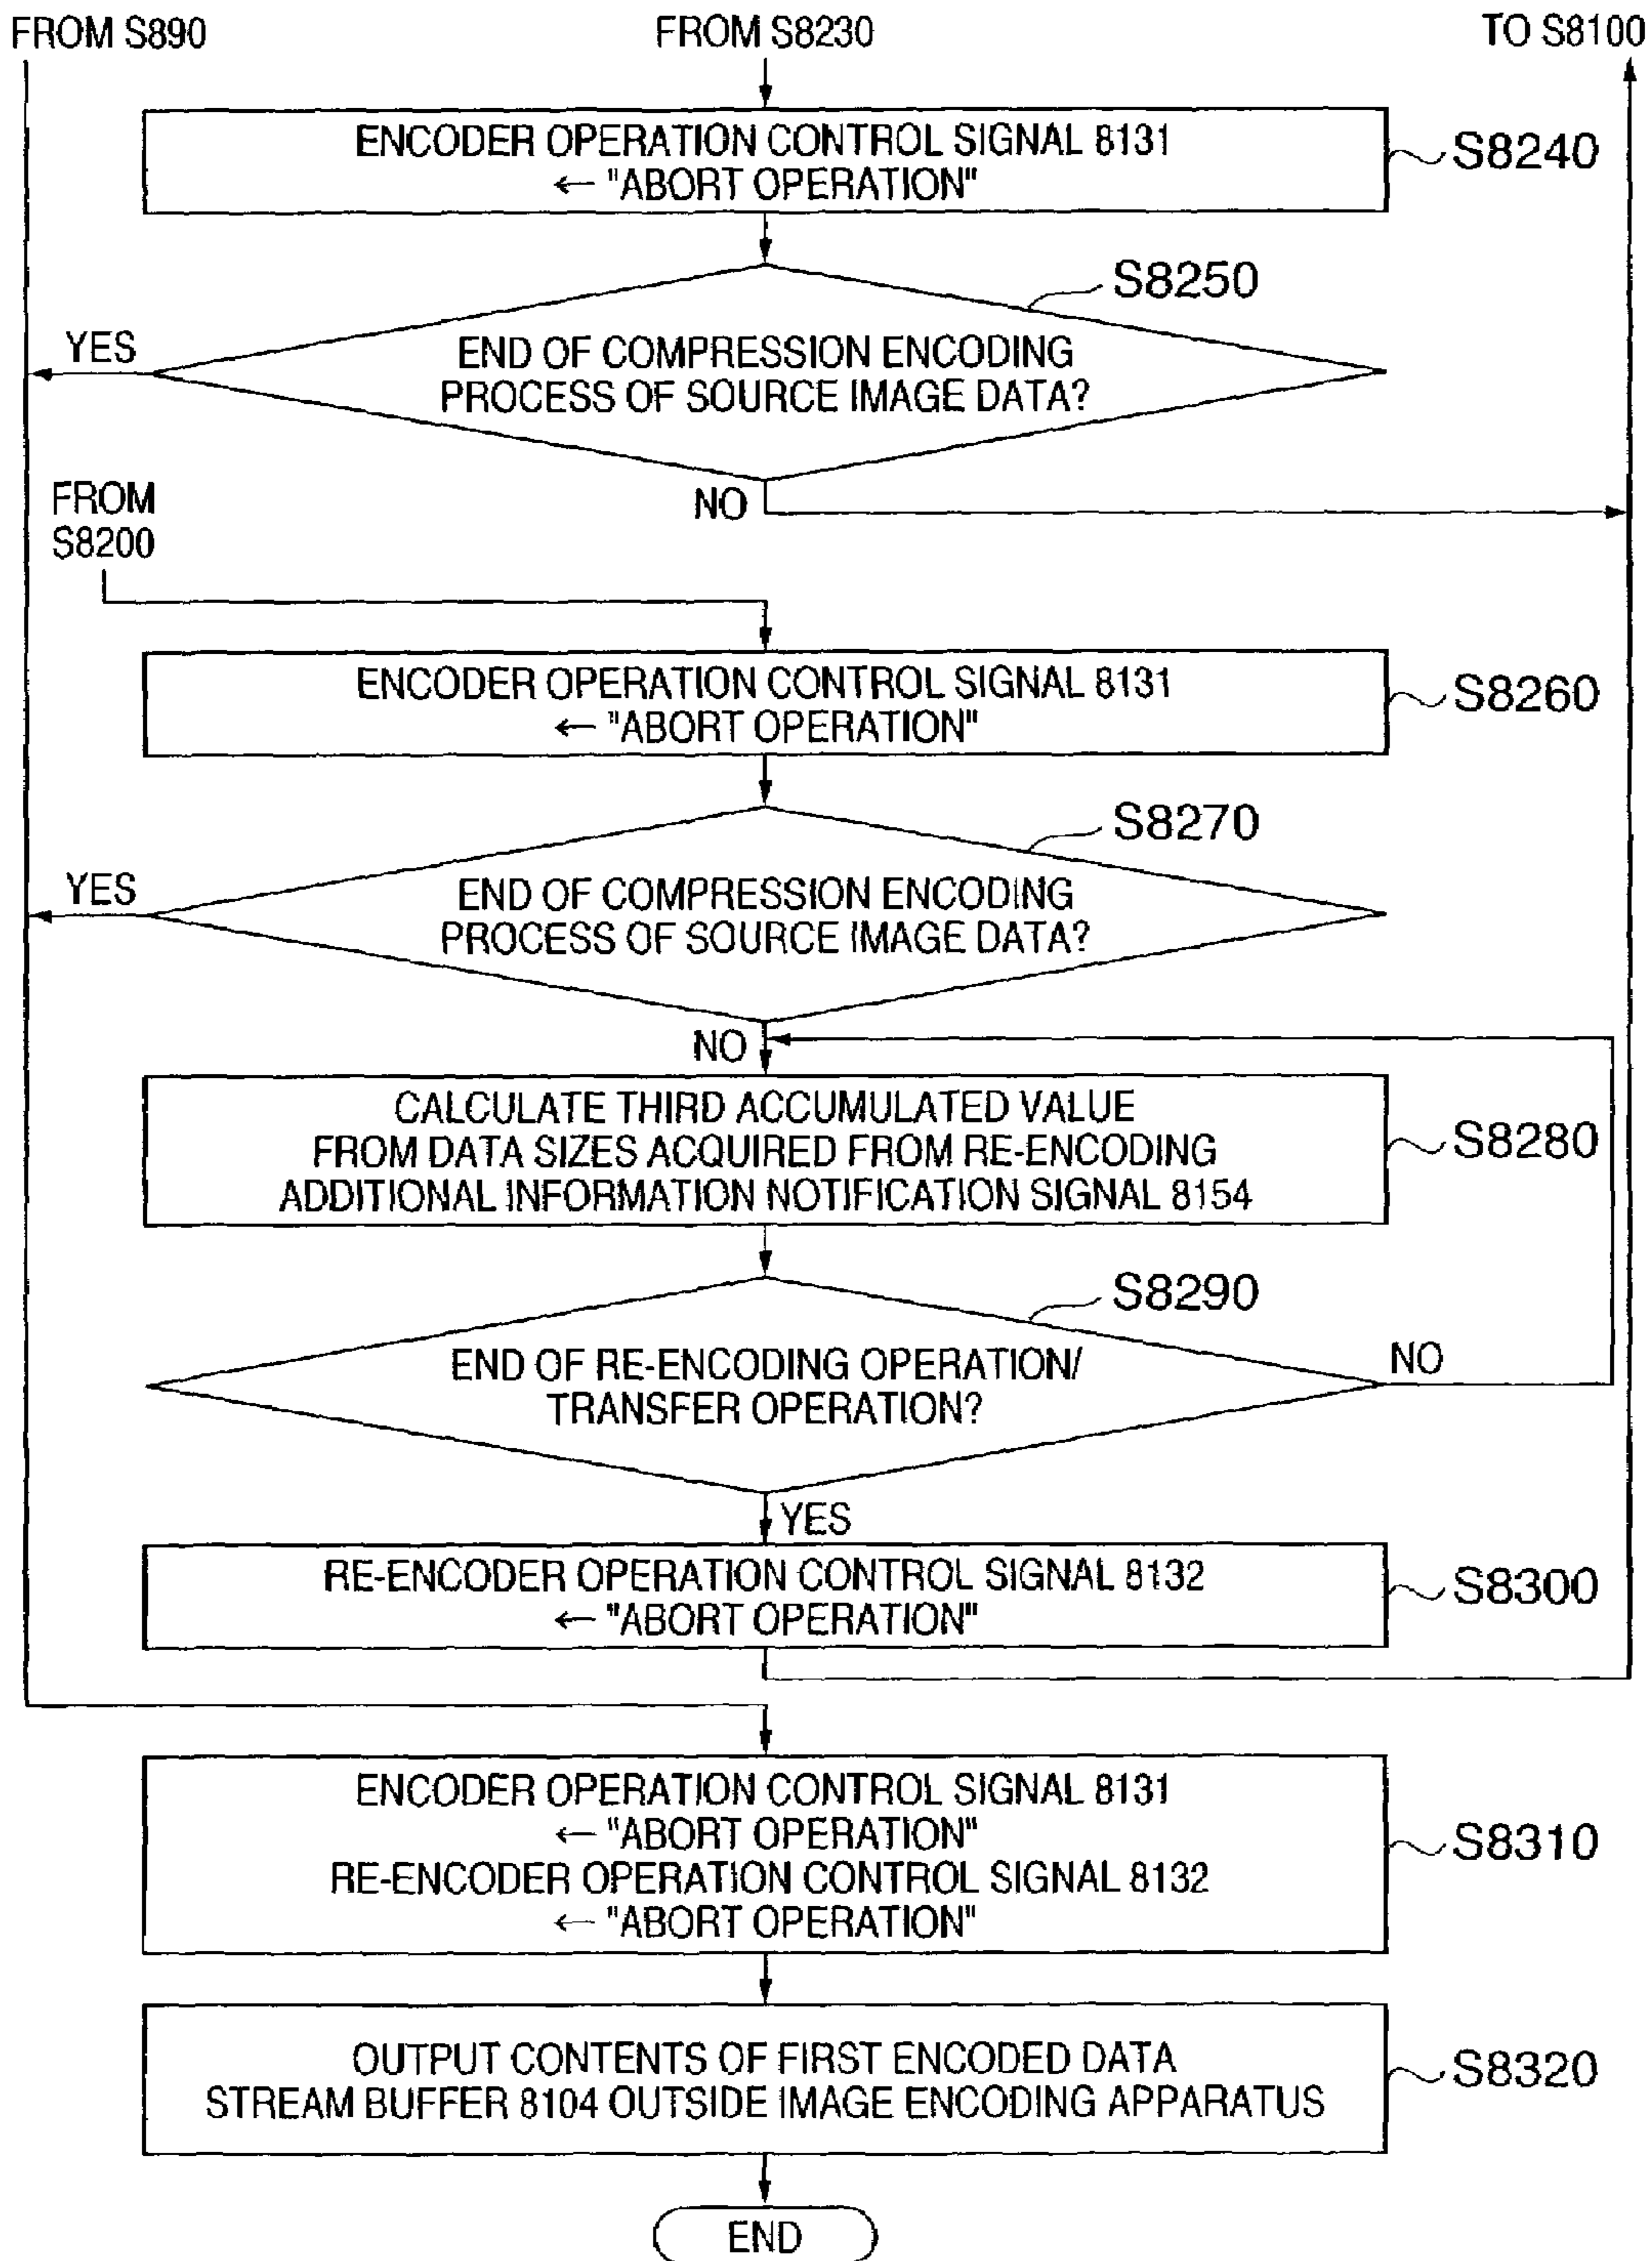 FROM S890
FROM S8230
TO S8100
ENCODER OPERATION CONTROL SIGNAL 8131
← "ABORT OPERATION"
S8240
S8250
YES
END OF COMPRESSION ENCODING
PROCESS OF SOURCE IMAGE DATA?
NO
FROM
S8200
ENCODER OPERATION CONTROL SIGNAL 8131
← "ABORT OPERATION"
S8260
S8270
YES
END OF COMPRESSION ENCODING
PROCESS OF SOURCE IMAGE DATA?
NO
CALCULATE THIRD ACCUMULATED VALUE
FROM DATA SIZES ACQUIRED FROM RE-ENCODING
ADDITIONAL INFORMATION NOTIFICATION SIGNAL 8154
S8280
S8290
END OF RE-ENCODING OPERATION/
TRANSFER OPERATION?
NO
YES
RE-ENCODER OPERATION CONTROL SIGNAL 8132
← "ABORT OPERATION"
S8300
ENCODER OPERATION CONTROL SIGNAL 8131
← "ABORT OPERATION"
RE-ENCODER OPERATION CONTROL SIGNAL 8132
← "ABORT OPERATION"
S8310
OUTPUT CONTENTS OF FIRST ENCODED DATA
STREAM BUFFER 8104 OUTSIDE IMAGE ENCODING APPARATUS
S8320
END